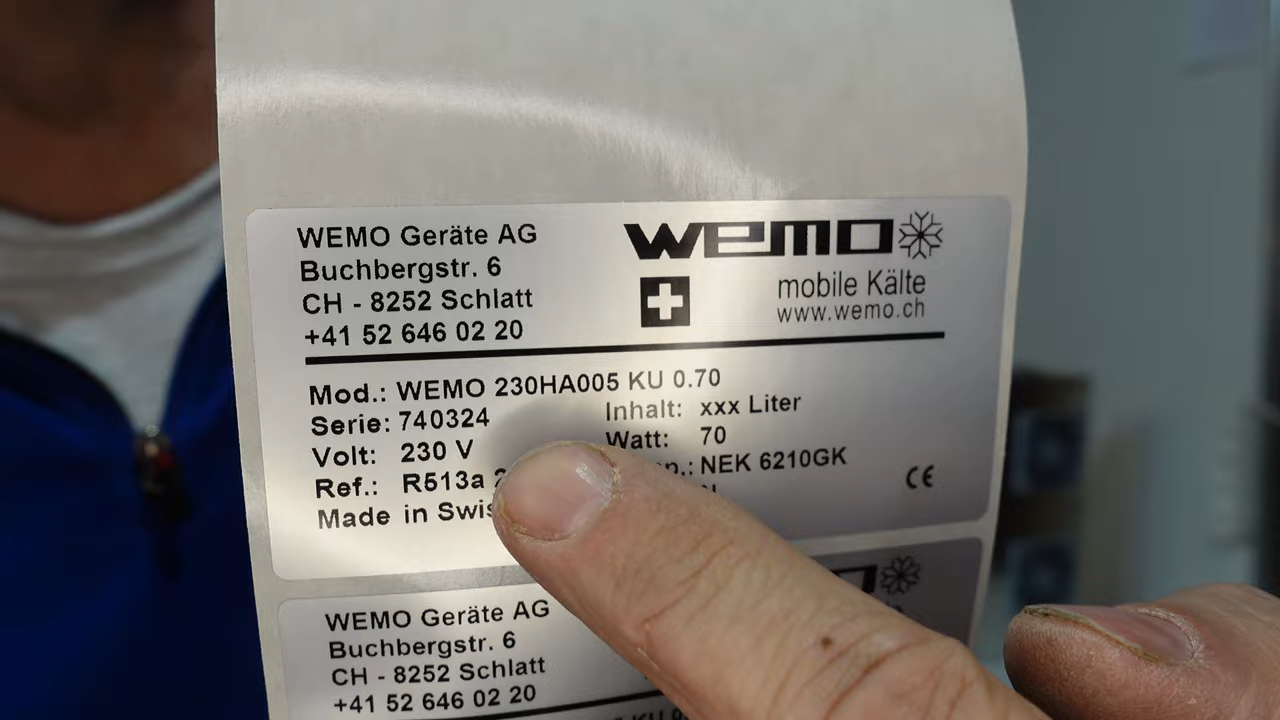 WEMO Geräte AG
Buchbergstr. 6
CH - 8252 Schlatt
+41 52 646 02 20
wemo
mobile Kälte
www.wemo.ch
Mod.: WEMO 230HA005 KU 0.70
Serie: 740324
Inhalt: xxx Liter
Volt: 230 V
Watt: 70
Ref.: R513a
NEK 6210GK
Made in
CE
WEMO Geräte AG
Buchbergstr. 6
CH - 8252 Schlatt
+41 52 646 02 20